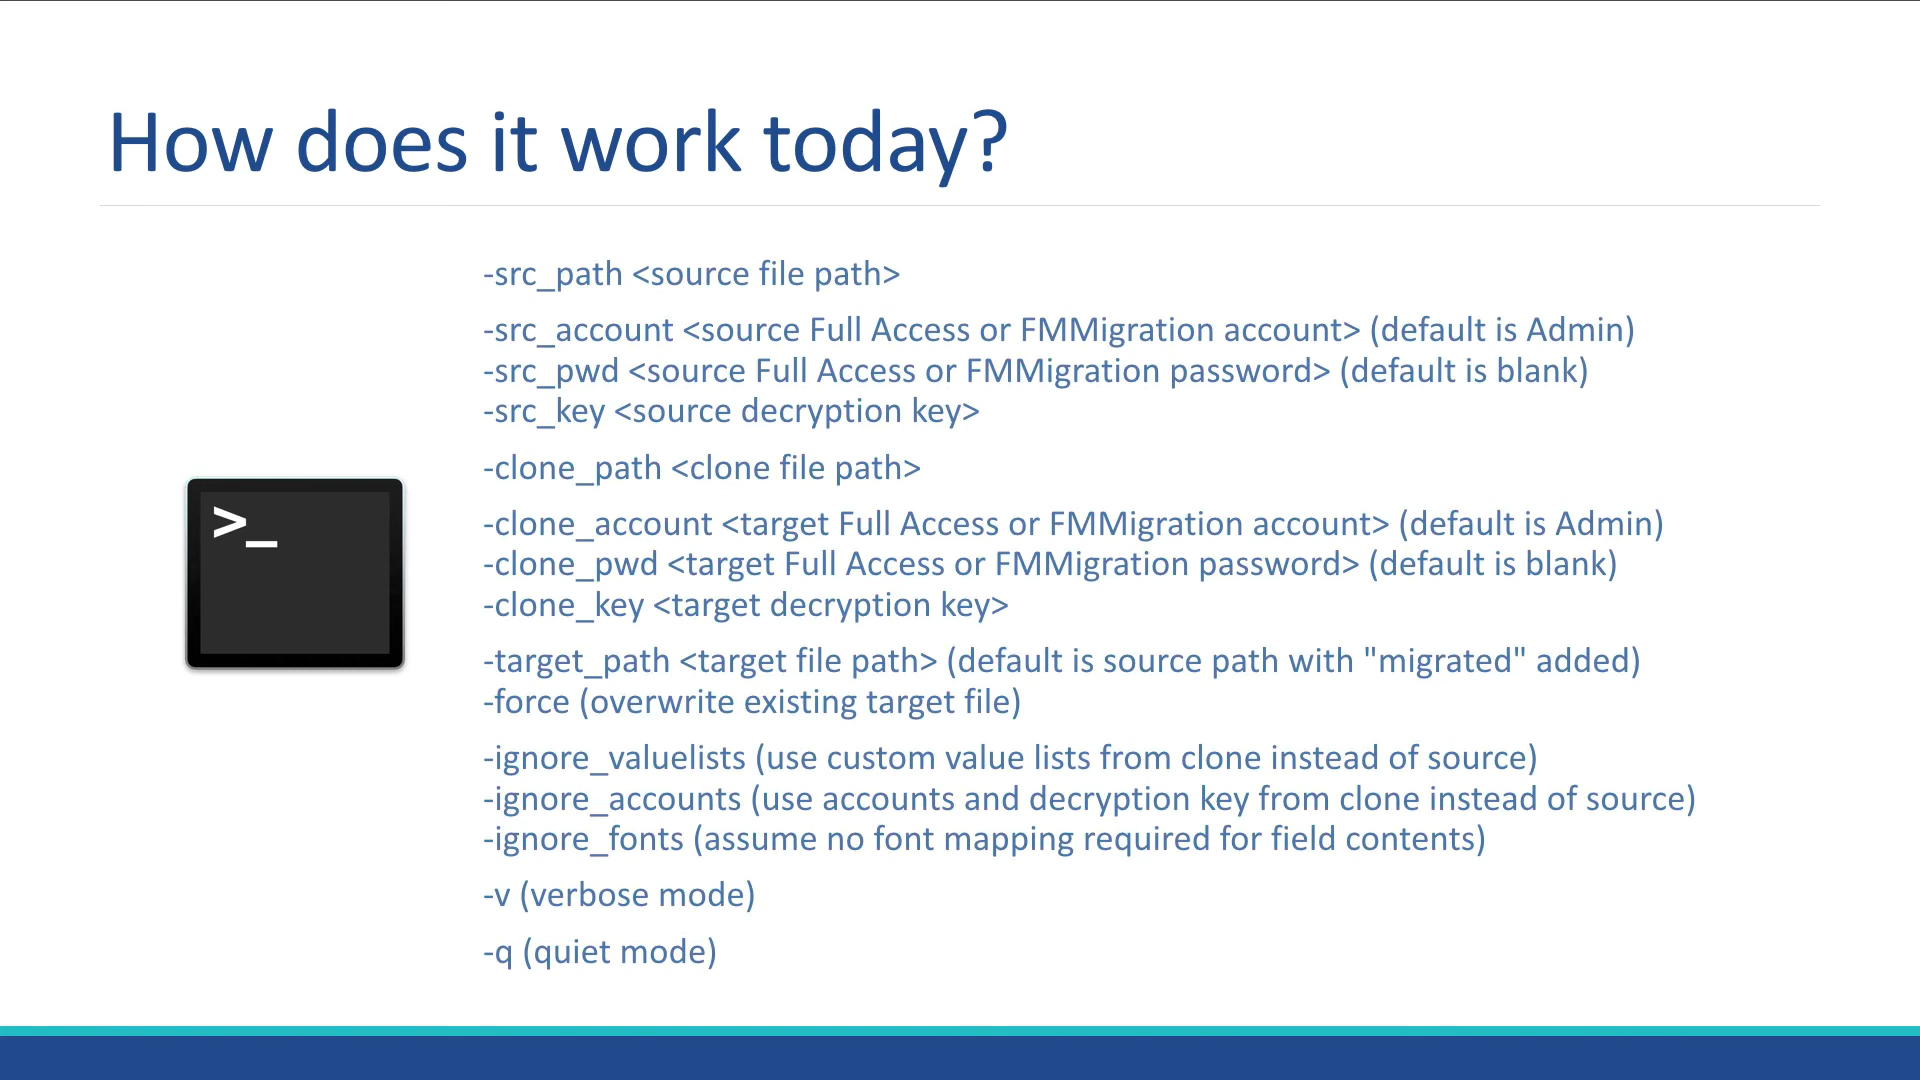 How does it work today?
-src_path <source file path>
-src_account <source Full Access or FMMigration account> (default is Admin)
-src_pwd <source Full Access or FMMigration password> (default is blank)
-src_key <source decryption key>
-clone_path <clone file path>
-clone_account <target Full Access or FMMigration account> (default is Admin)
-clone_pwd <target Full Access or FMMigration password> (default is blank)
-clone_key <target decryption key>
-target_path <target file path> (default is source path with "migrated" added)
-force (overwrite existing target file)
-ignore_valuelists (use custom value lists from clone instead of source)
-ignore_accounts (use accounts and decryption key from clone instead of source)
-ignore_fonts (assume no font mapping required for field contents)
-v (verbose mode)
-q (quiet mode)
>_